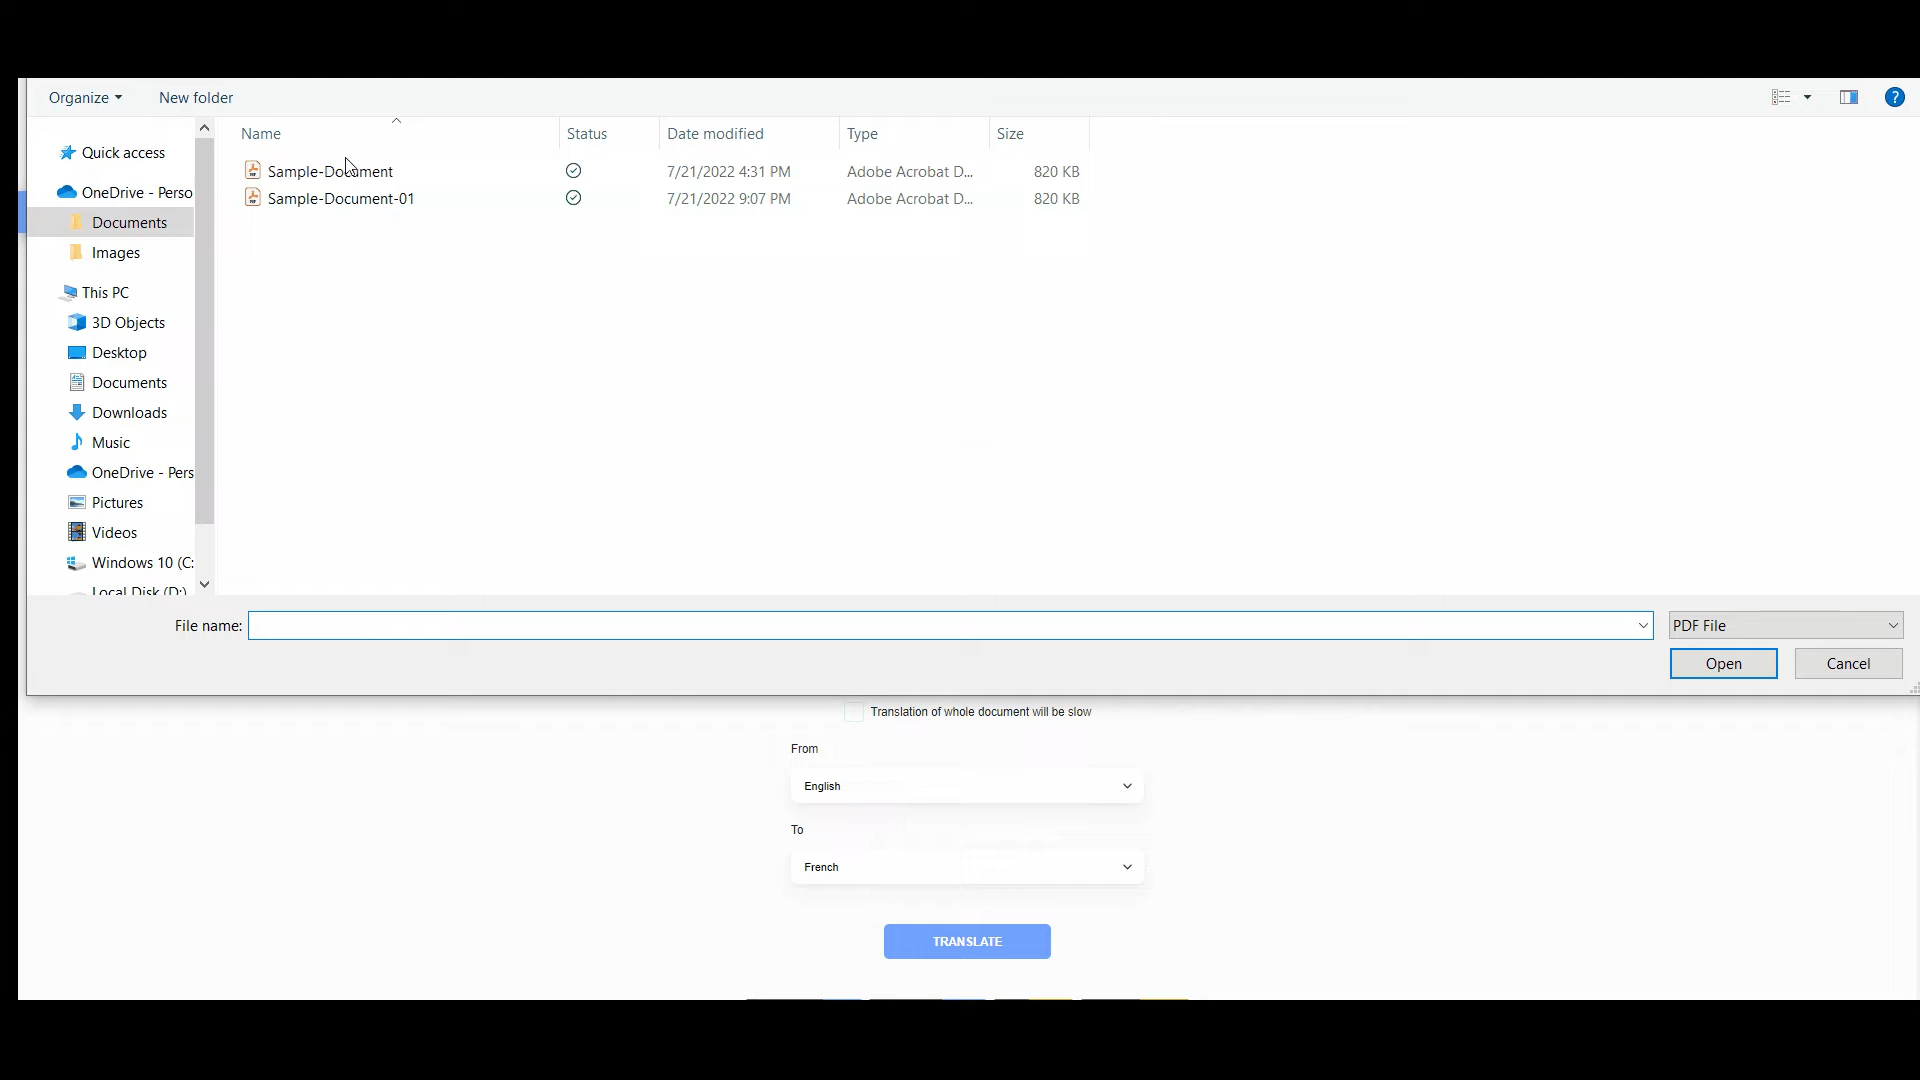 Organize New folder
Name Status Date modified Type Size
Quick access
OneDrive - Perso
Documents
Images
This PC
3D Objects
Desktop
Documents
Downloads
Music
OneDrive - Pers
Pictures
Videos
Windows 10 (C:
Local Disk (D:)
Sample-Document 7/21/2022 4:31 PM Adobe Acrobat D... 820 KB
Sample-Document-01 7/21/2022 9:07 PM Adobe Acrobat D... 820 KB
File name: PDF File
Open Cancel
Translation of whole document will be slow
From
English
To
French
TRANSLATE